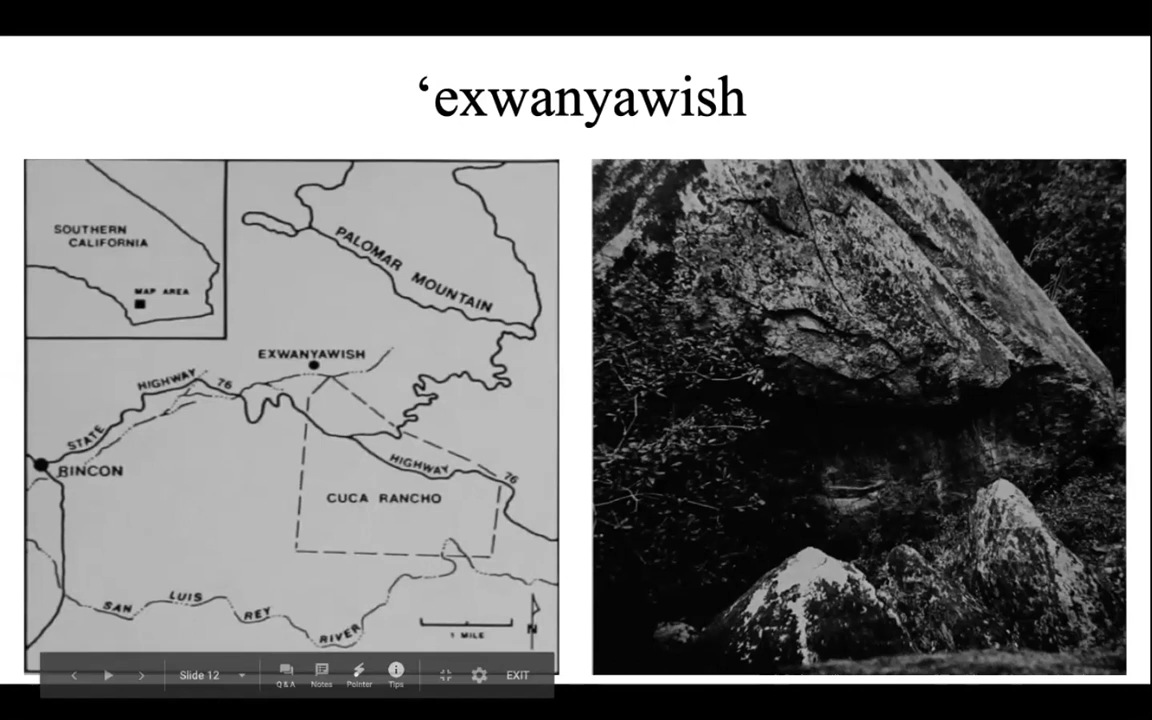 ‘exwanyawish
SOUTHERN
CALIFORNIA
MAP AREA
PALOMAR MOUNTAIN
EXWANYAWISH
HIGHWAY 76
STATE
RINCON
HIGHWAY 76
CUCA RANCHO
SAN LUIS REY RIVER
1 MILE
N
Slide 12
Q & A
Notes
Pointer
Tips
EXIT